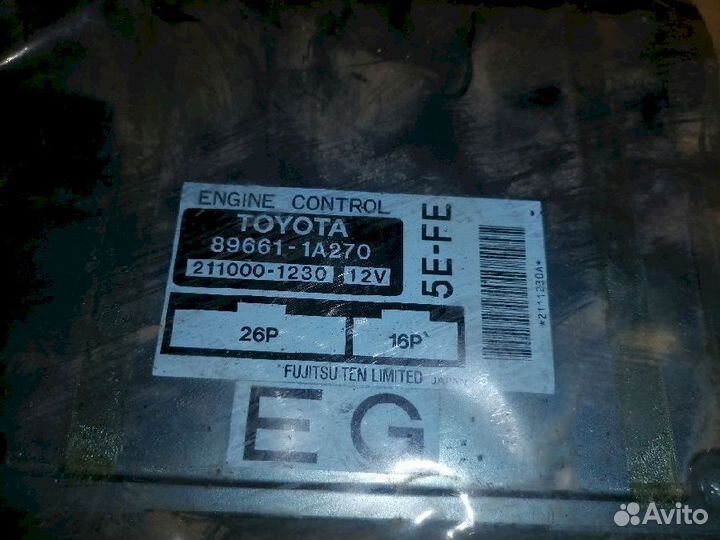 ENGINE CONTROL
TOYOTA
89661-1A270
211000-1230 12V
5E-FE
*2111230A*
26P
16P
FUJITSU TEN LIMITED JAPAN
EG
Avito